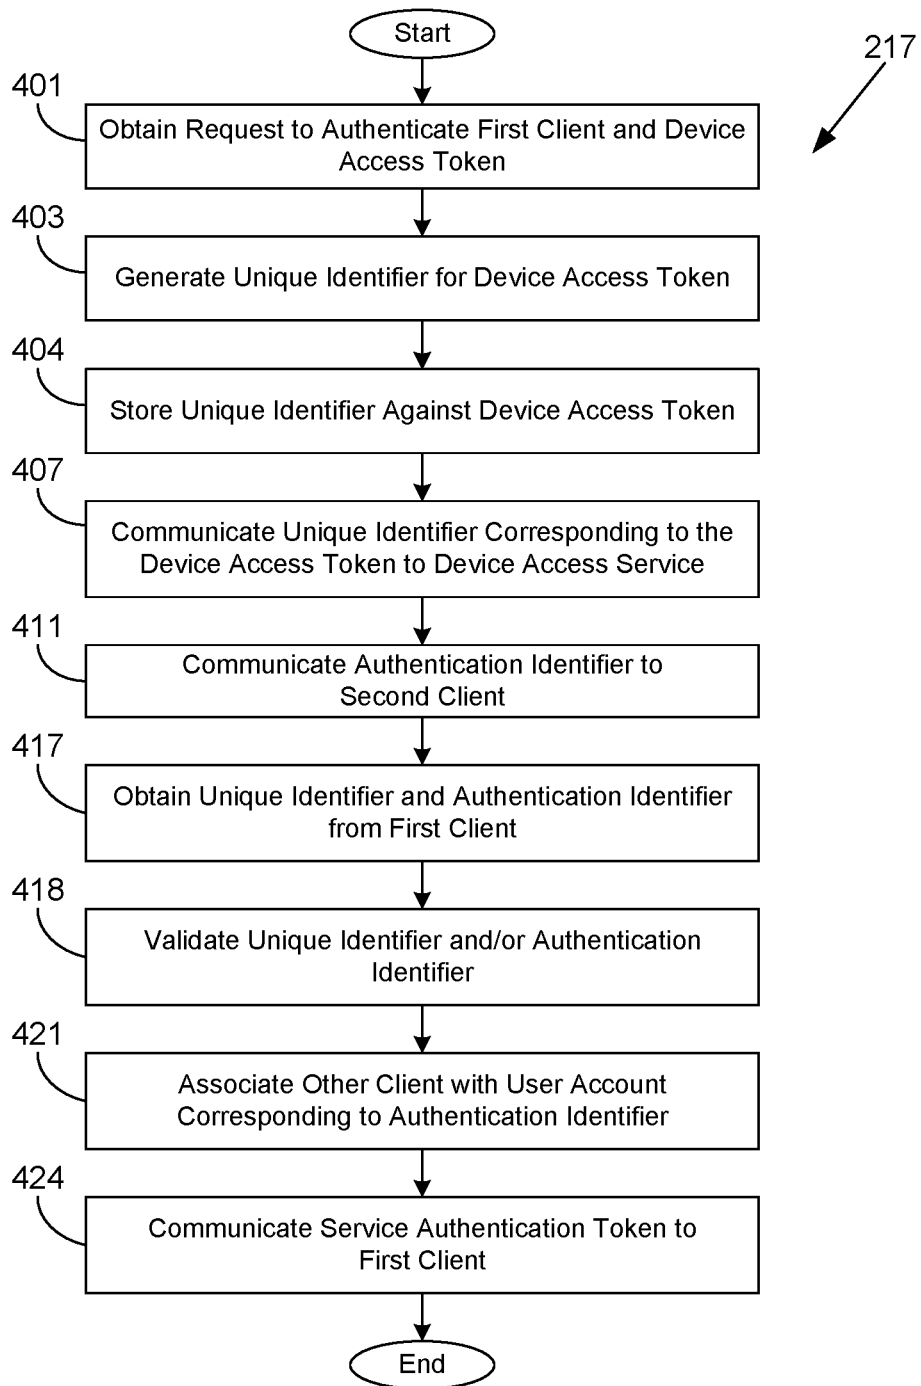 Start
217
401
Obtain Request to Authenticate First Client and Device
Access Token
403
Generate Unique Identifier for Device Access Token
404
Store Unique Identifier Against Device Access Token
407
Communicate Unique Identifier Corresponding to the
Device Access Token to Device Access Service
411
Communicate Authentication Identifier to
Second Client
417
Obtain Unique Identifier and Authentication Identifier
from First Client
418
Validate Unique Identifier and/or Authentication
Identifier
421
Associate Other Client with User Account
Corresponding to Authentication Identifier
424
Communicate Service Authentication Token to
First Client
End